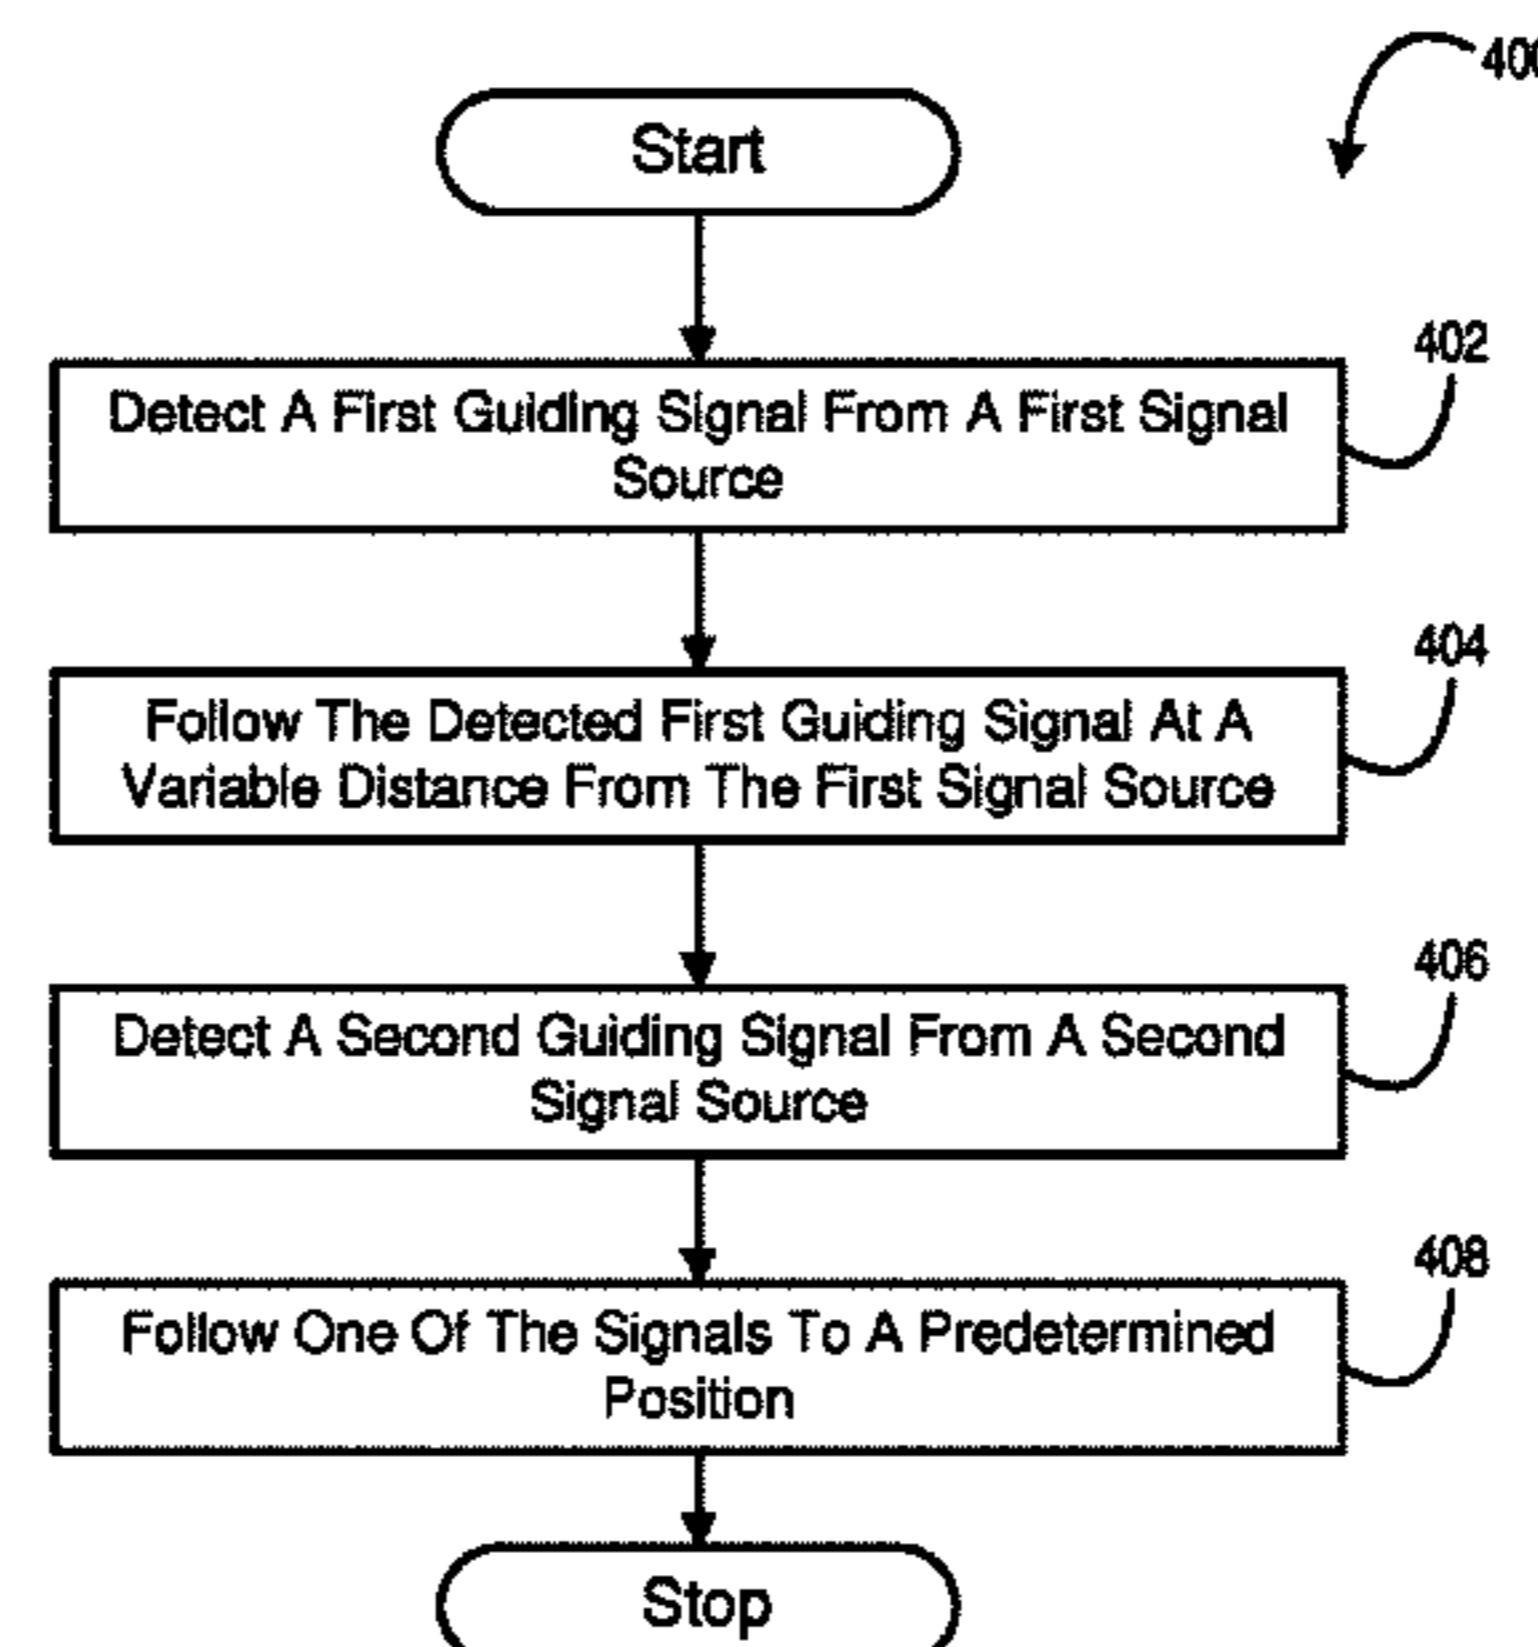 400
Start
402
Detect A First Guiding Signal From A First Signal
Source
404
Follow The Detected First Guiding Signal At A
Variable Distance From The First Signal Source
406
Detect A Second Guiding Signal From A Second
Signal Source
408
Follow One Of The Signals To A Predetermined
Position
Stop